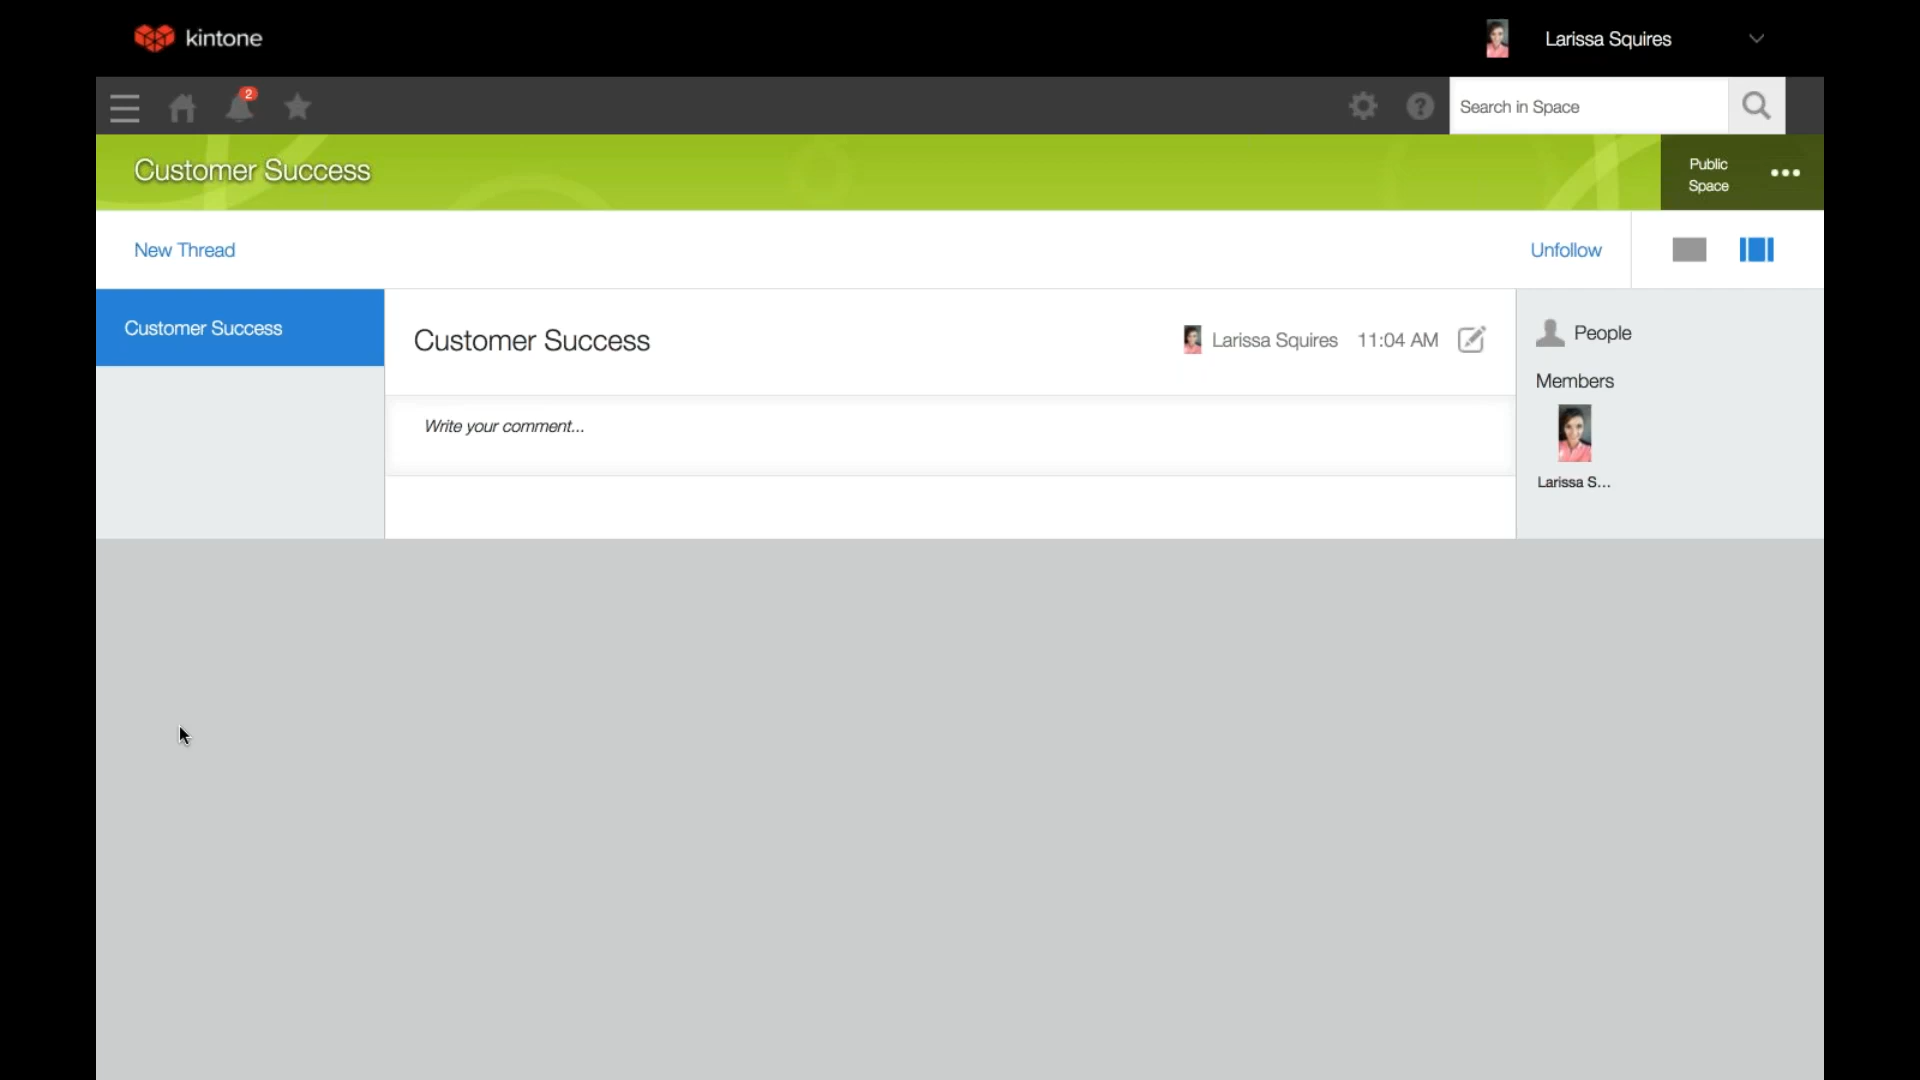 kintone
Larissa Squires
2
Search in Space
Customer Success
Public
Space
New Thread
Unfollow
Customer Success
Customer Success
Larissa Squires 11:04 AM
People
Members
Write your comment...
Larissa S...